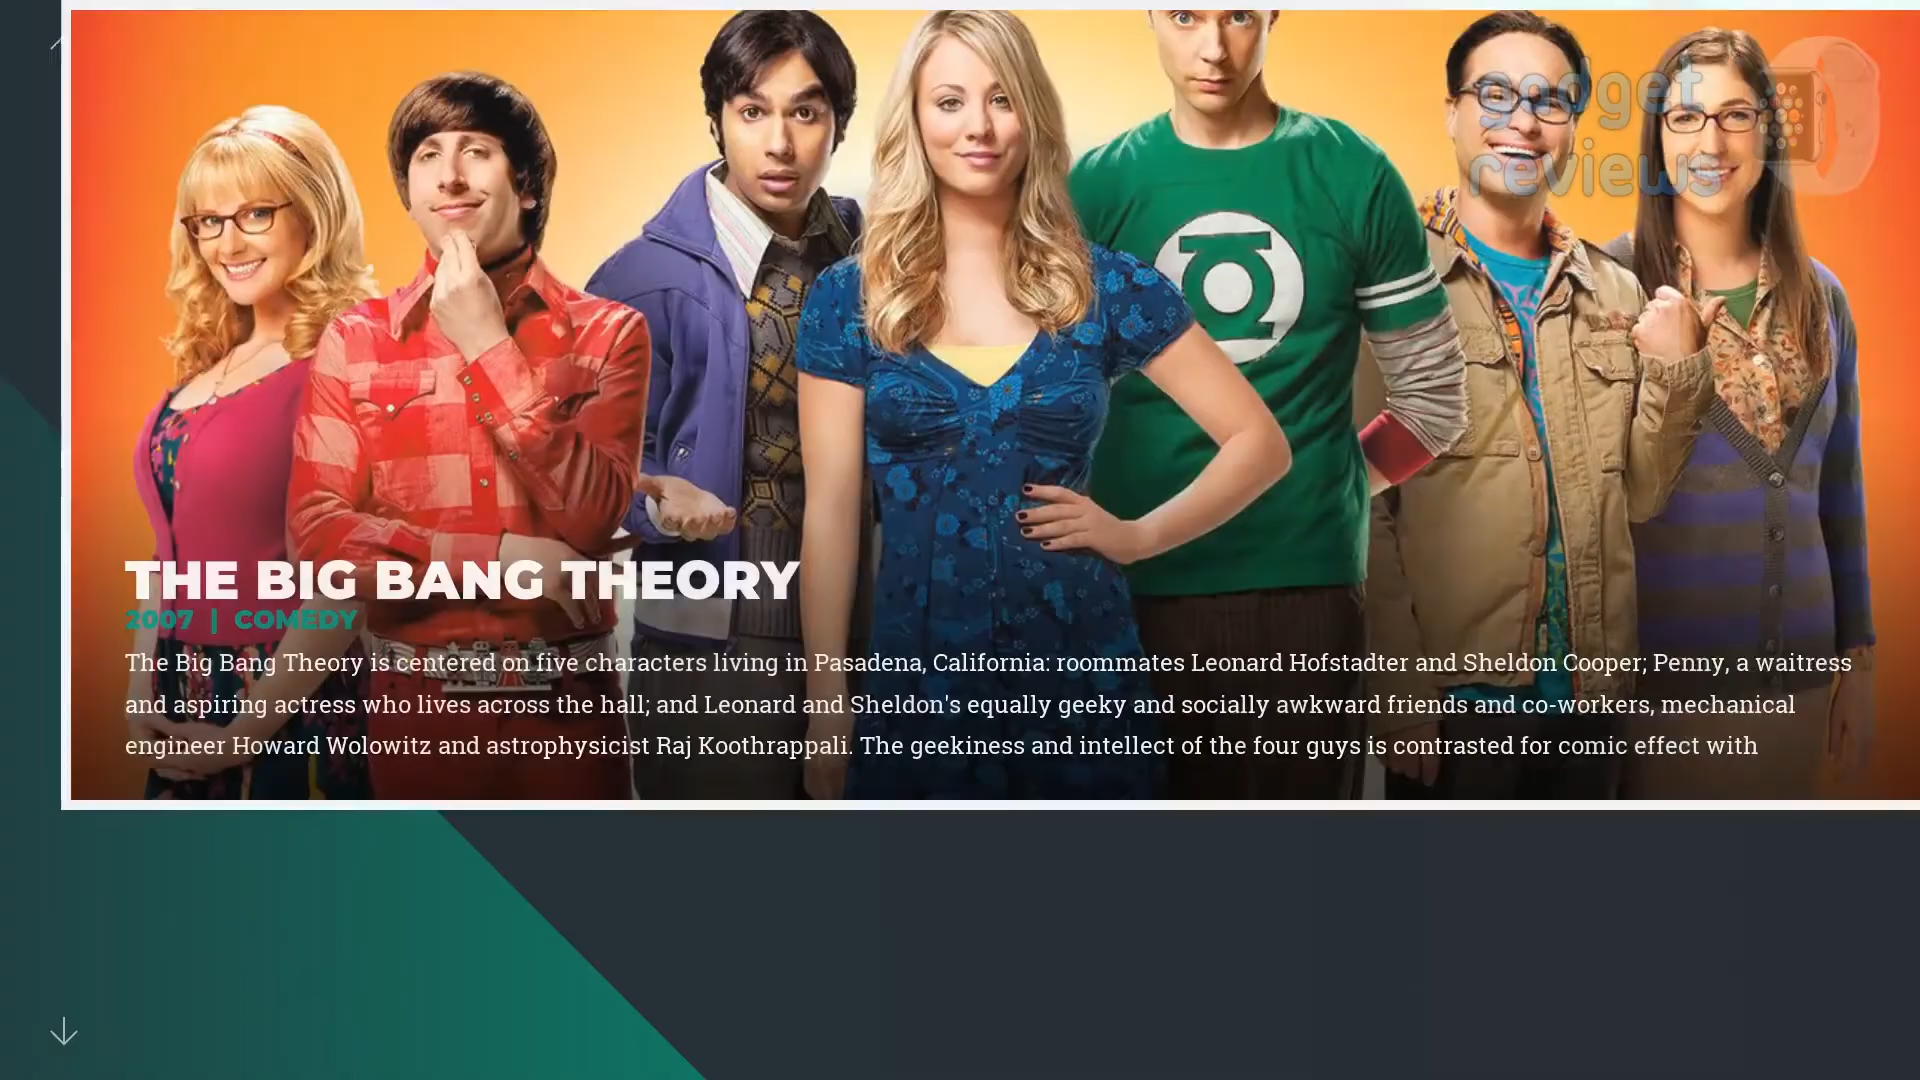 gadget
reviews
THE BIG BANG THEORY
2007 | COMEDY
The Big Bang Theory is centered on five characters living in Pasadena, California: roommates Leonard Hofstadter and Sheldon Cooper; Penny, a waitress
and aspiring actress who lives across the hall; and Leonard and Sheldon's equally geeky and socially awkward friends and co-workers, mechanical
engineer Howard Wolowitz and astrophysicist Raj Koothrappali. The geekiness and intellect of the four guys is contrasted for comic effect with